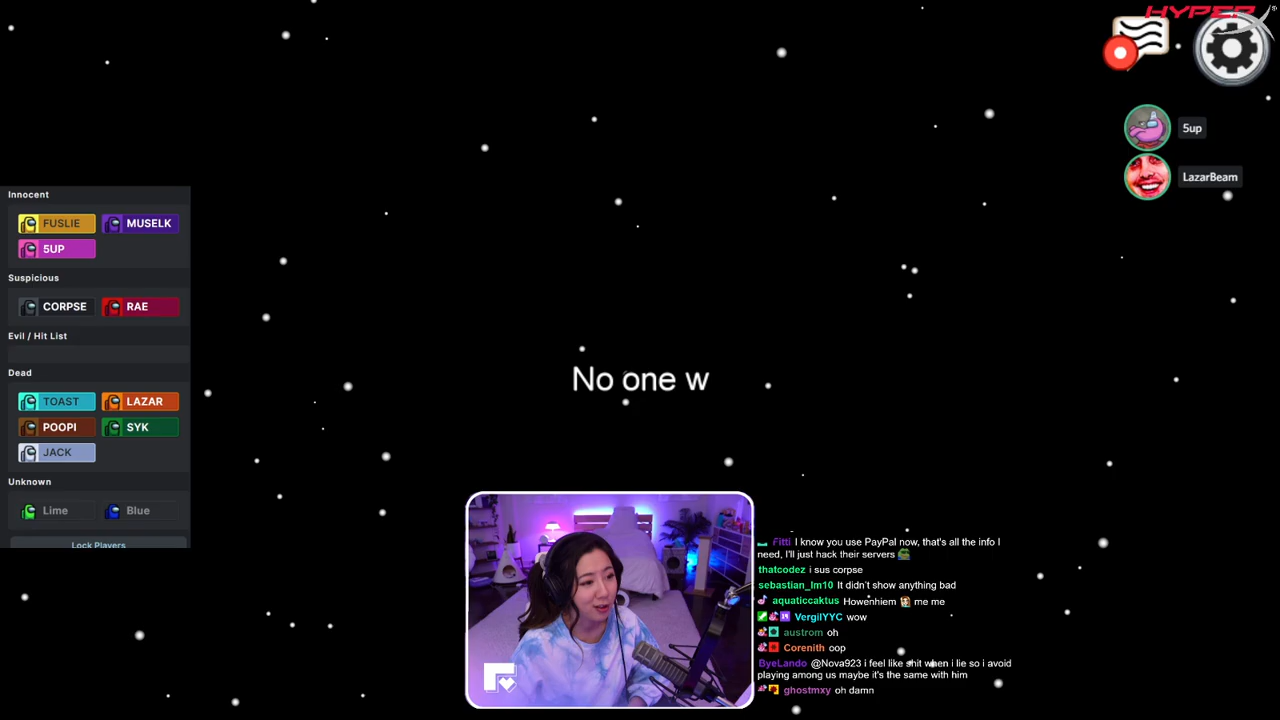 HYPERX
5up
LazarBeam
Innocent
FUSLIE
MUSELK
5UP
Suspicious
CORPSE
RAE
Evil / Hit List
Dead
TOAST
LAZAR
POOPI
SYK
JACK
Unknown
Lime
Blue
Lock Players
No one w
Fitti I know you use PayPal now, that's all the info I
need, I'll just hack their servers
thatcodez i sus corpse
sebastian_lm10 It didn't show anything bad
aquaticcaktus Howenhiem me me
VergilYYC wow
austrom oh
Corenith oop
ByeLando @Nova923 i feel like shit when i lie so i avoid
playing among us maybe it's the same with him
ghostmxy oh damn